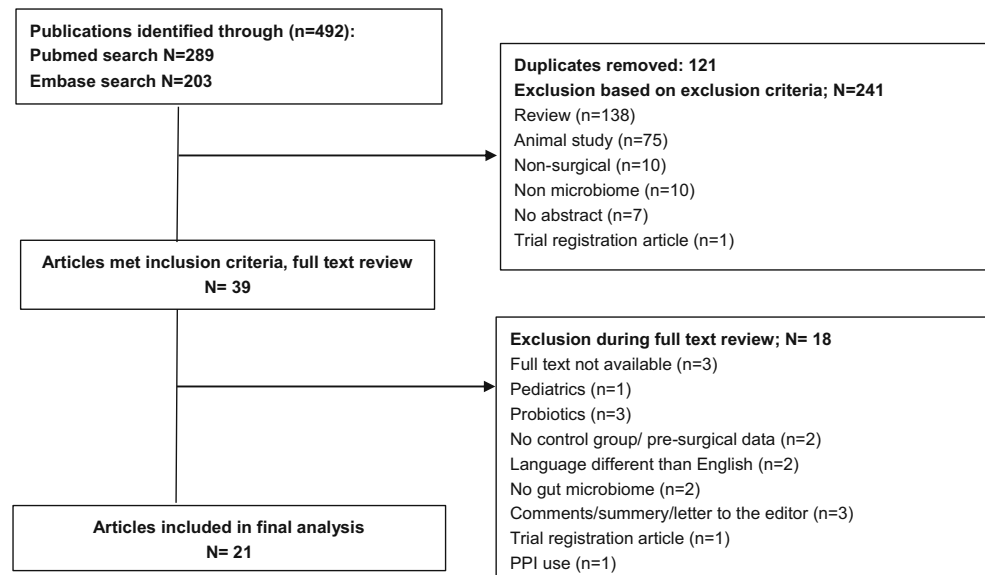 Publications identified through (n=492):
Pubmed search N=289
Embase search N=203
Duplicates removed: 121
Exclusion based on exclusion criteria; N=241
Review (n=138)
Animal study (n=75)
Non-surgical (n=10)
Non microbiome (n=10)
No abstract (n=7)
Trial registration article (n=1)
Articles met inclusion criteria, full text review
N= 39
Exclusion during full text review; N= 18
Full text not available (n=3)
Pediatrics (n=1)
Probiotics (n=3)
No control group/ pre-surgical data (n=2)
Language different than English (n=2)
No gut microbiome (n=2)
Comments/summery/letter to the editor (n=3)
Trial registration article (n=1)
PPI use (n=1)
Articles included in final analysis
N= 21